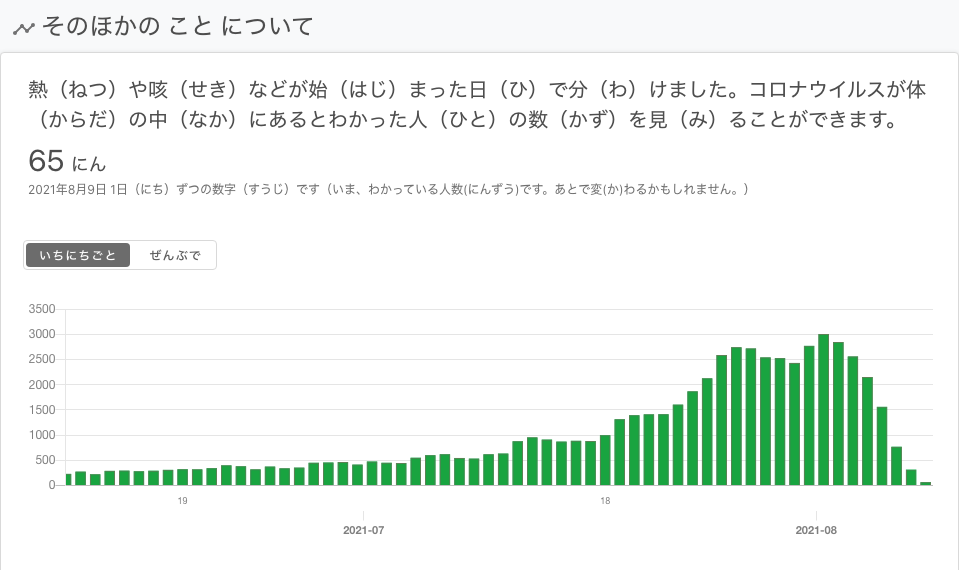 そのほかの こと について
熱（ねつ）や咳（せき）などが始（はじ）まった日（ひ）で分（わ）けました。コロナウイルスが体
（からだ）の中（なか）にあるとわかった人（ひと）の数（かず）を見（み）ることができます。
65 にん
2021年8月9日 1日（にち）ずつの数字（すうじ）です（いま、わかっている人数(にんずう)です。あとで変(か)わるかもしれません。）
いちにちごと ぜんぶで
3500
3000
2500
2000
1500
1000
500
0
19 18
2021-07 2021-08